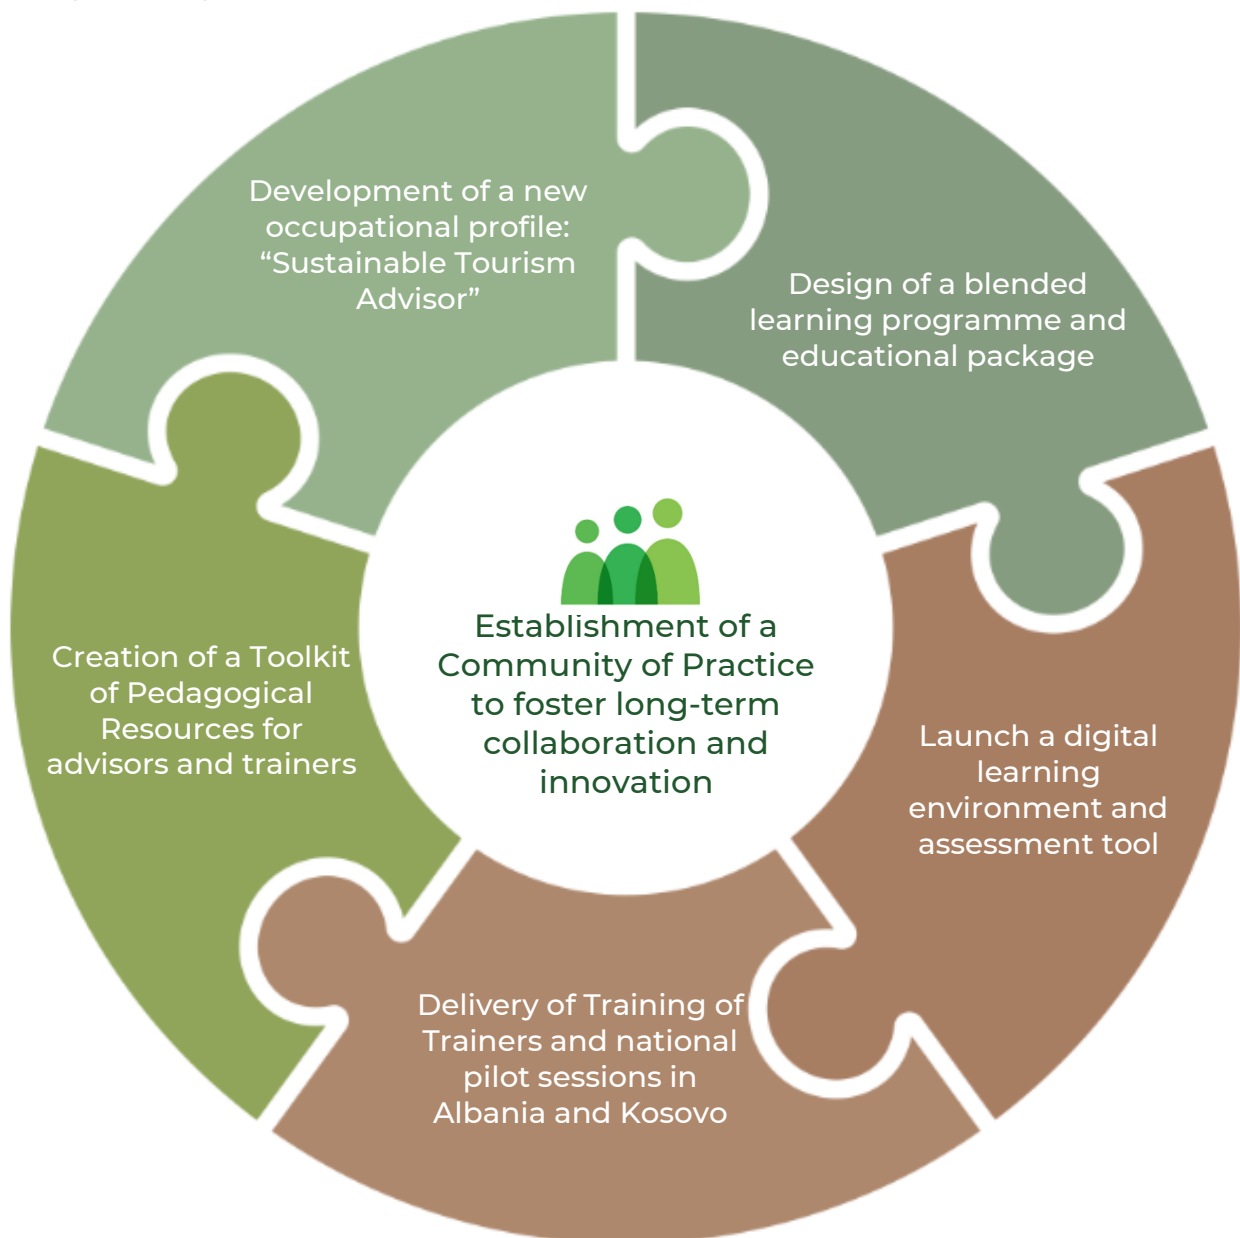 Development of a new
occupational profile:
“Sustainable Tourism
Advisor”
Design of a blended
learning programme and
educational package
Launch a digital
learning
environment and
assessment tool
Delivery of Training of
Trainers and national
pilot sessions in
Albania and Kosovo
Creation of a Toolkit
of Pedagogical
Resources for
advisors and trainers
Establishment of a
Community of Practice
to foster long-term
collaboration and
innovation